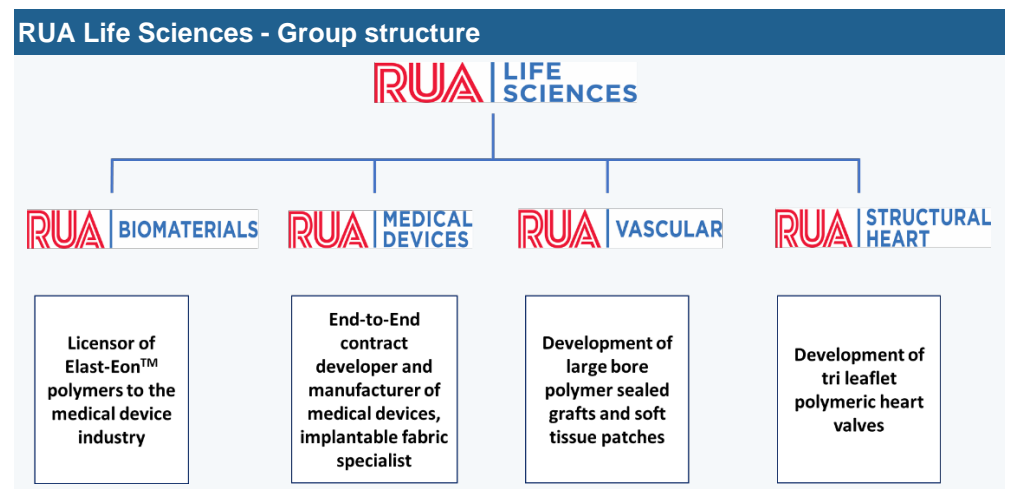 RUA Life Sciences - Group structure
RUA LIFE
SCIENCES
RUA BIOMATERIALS
RUA MEDICAL
DEVICES
RUA VASCULAR
RUA STRUCTURAL
HEART
Licensor of
Elast-Eon™
polymers to the
medical device
industry
End-to-End
contract
developer and
manufacturer of
medical devices,
implantable fabric
specialist
Development of
large bore
polymer sealed
grafts and soft
tissue patches
Development of
tri leaflet
polymeric heart
valves